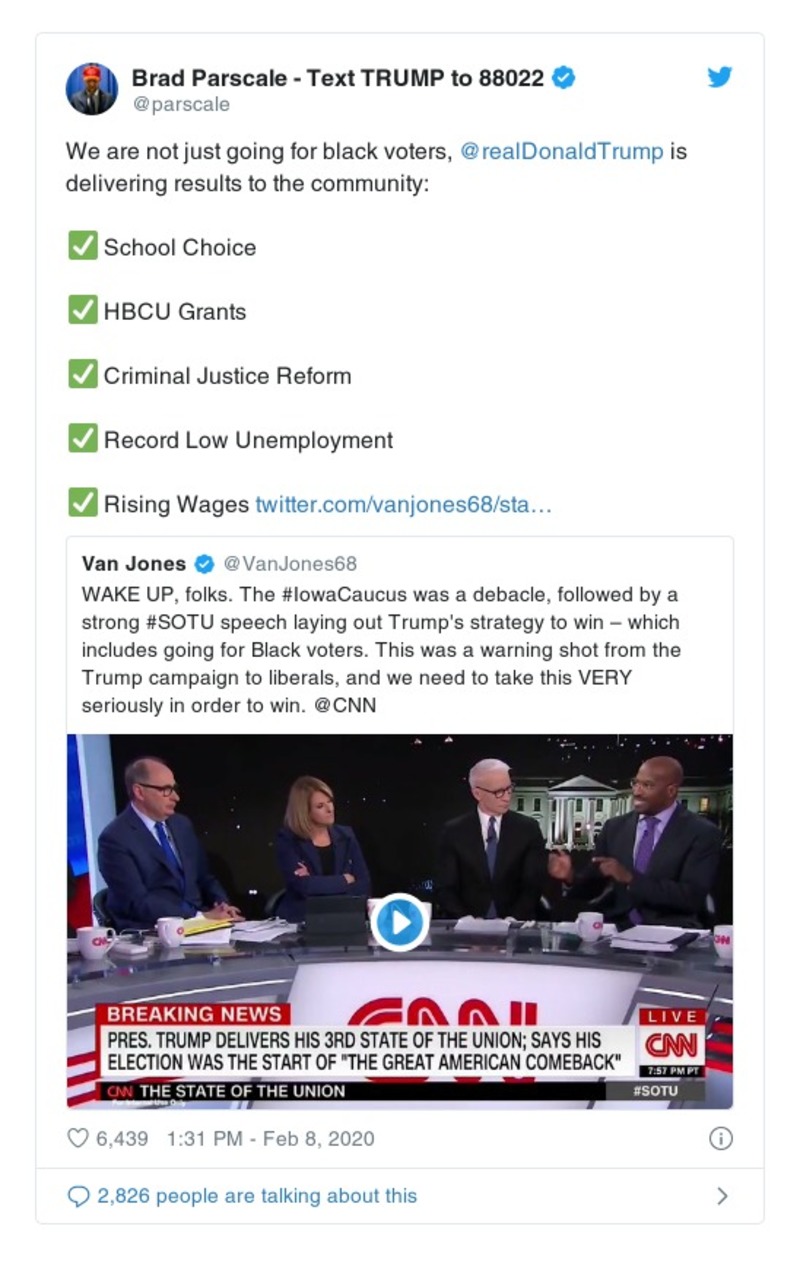 Brad Parscale - Text TRUMP to 88022
@parscale
We are not just going for black voters, @realDonaldTrump is
delivering results to the community:
✅ School Choice
✅ HBCU Grants
✅ Criminal Justice Reform
✅ Record Low Unemployment
✅ Rising Wages twitter.com/vanjones68/sta…
Van Jones @VanJones68
WAKE UP, folks. The #IowaCaucus was a debacle, followed by a
strong #SOTU speech laying out Trump's strategy to win – which
includes going for Black voters. This was a warning shot from the
Trump campaign to liberals, and we need to take this VERY
seriously in order to win. @CNN
CNN
BREAKING NEWS
PRES. TRUMP DELIVERS HIS 3RD STATE OF THE UNION; SAYS HIS
ELECTION WAS THE START OF "THE GREAT AMERICAN COMEBACK"
LIVE
CNN
7:57 PM PT
CNN THE STATE OF THE UNION
#SOTU
For Internal Use Only
6,439 1:31 PM - Feb 8, 2020
2,826 people are talking about this